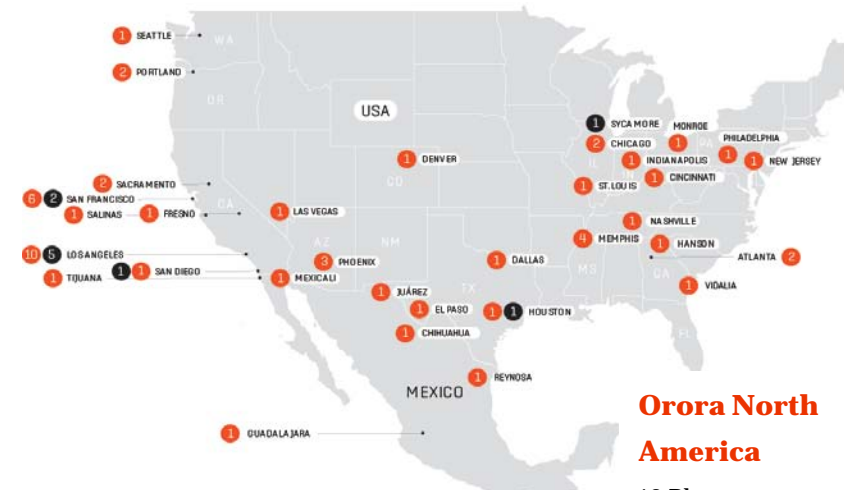 1 SEATTLE
WA
2 PORTLAND
OR
USA
1 SYCAMORE
MONROE
1
2 CHICAGO
PHILADELPHIA
PA
1
1 NEW JERSEY
1 DENVER
CO
IL
1 INDIANAPOLIS
IN
1 CINCINNATI
1 ST.LOUIS
2 SACRAMENTO
6 2 SAN FRANCISCO
CA
1 SALINAS
1 FRESNO
1 LAS VEGAS
1 NASHVILLE
4 MEMPHIS
1 HANSON
10 5 LOS ANGELES
AZ
NM
3 PHOENIX
1 DALLAS
MS
GA
ATLANTA 2
1 1 SAN DIEGO
1 TIJUANA
1 MEXICALI
1 JUÁREZ
1 VIDALIA
1 EL PASO
TX
1 1 HOUSTON
1 CHIHUAHUA
FL
1 REYNOSA
MEXICO
1 GUADALAJARA
Orora North
America